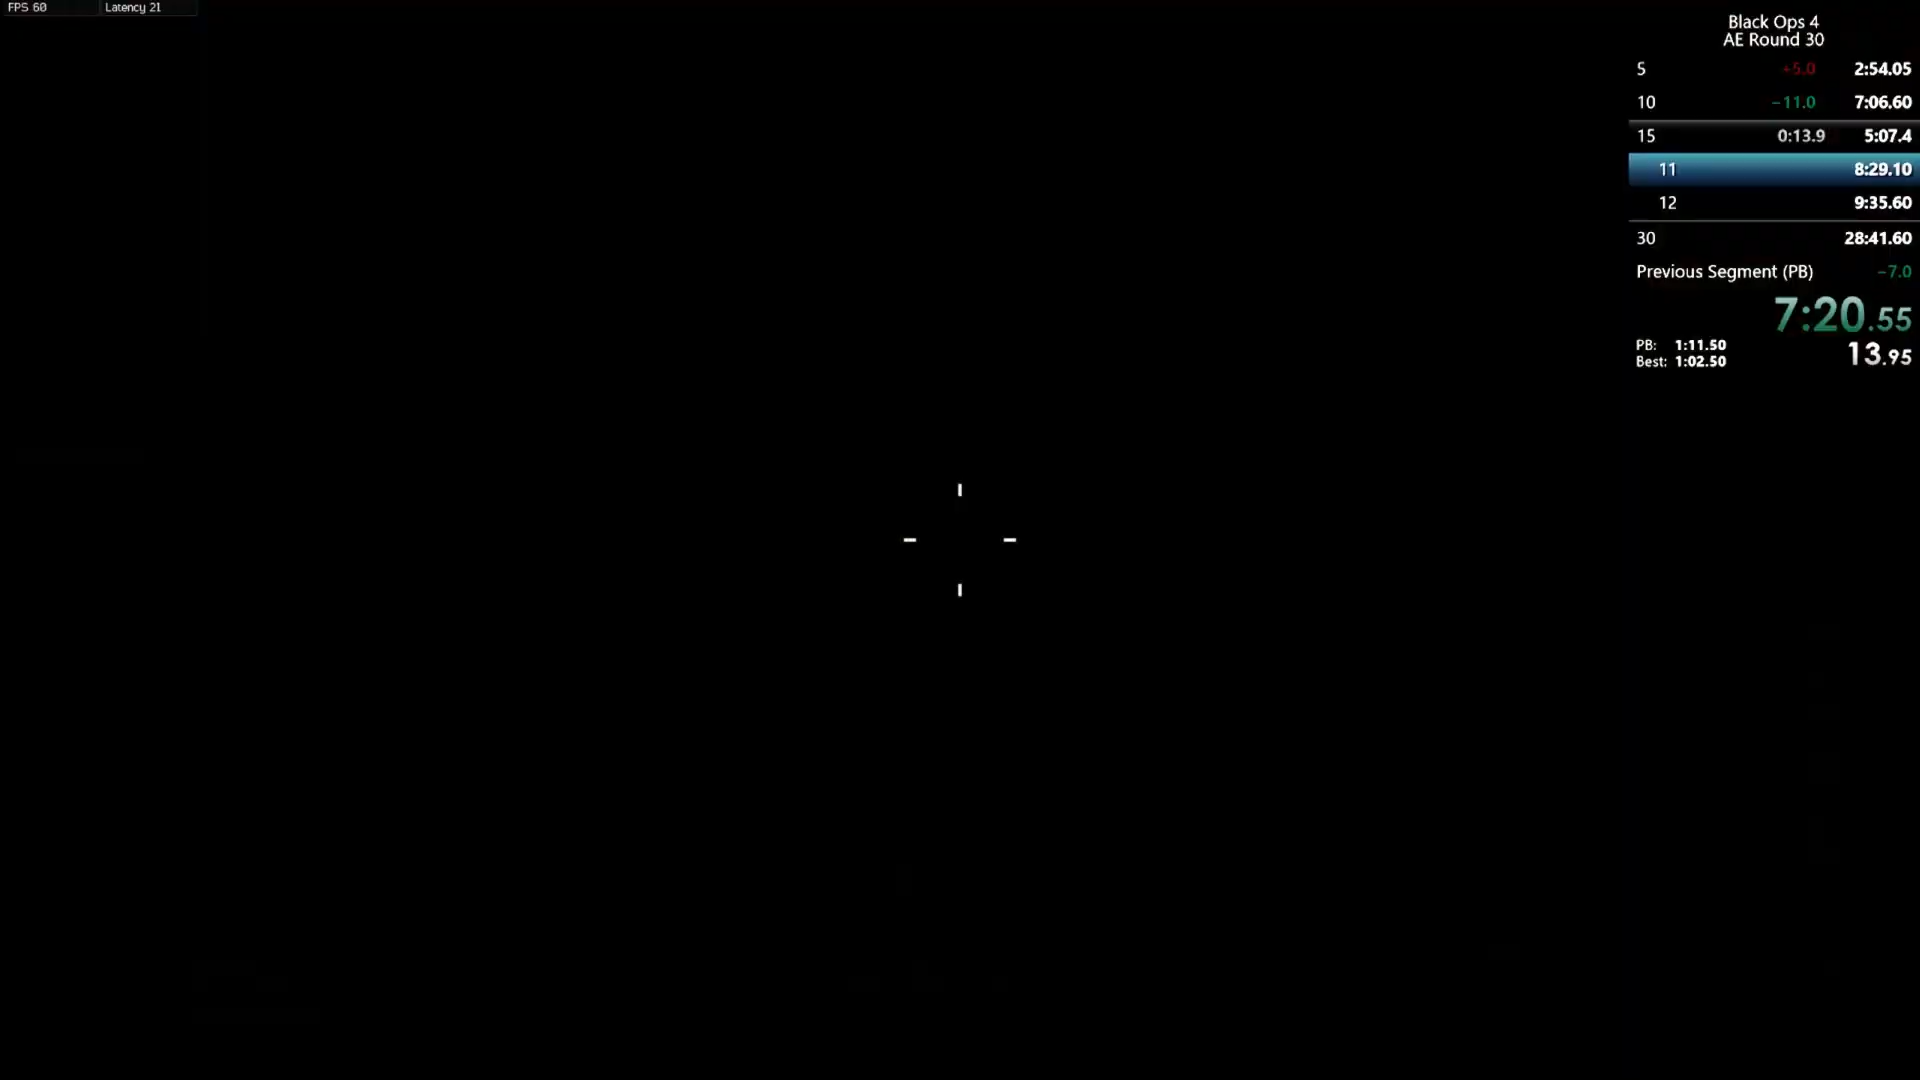 FPS 60 Latency 21
Black Ops 4
AE Round 30
5 +5.0 2:54.05
10 −11.0 7:06.60
15 0:13.9 5:07.4
11 8:29.10
12 9:35.60
30 28:41.60
Previous Segment (PB) −7.0
7:20.55
PB: 1:11.50
Best: 1:02.50
13.95